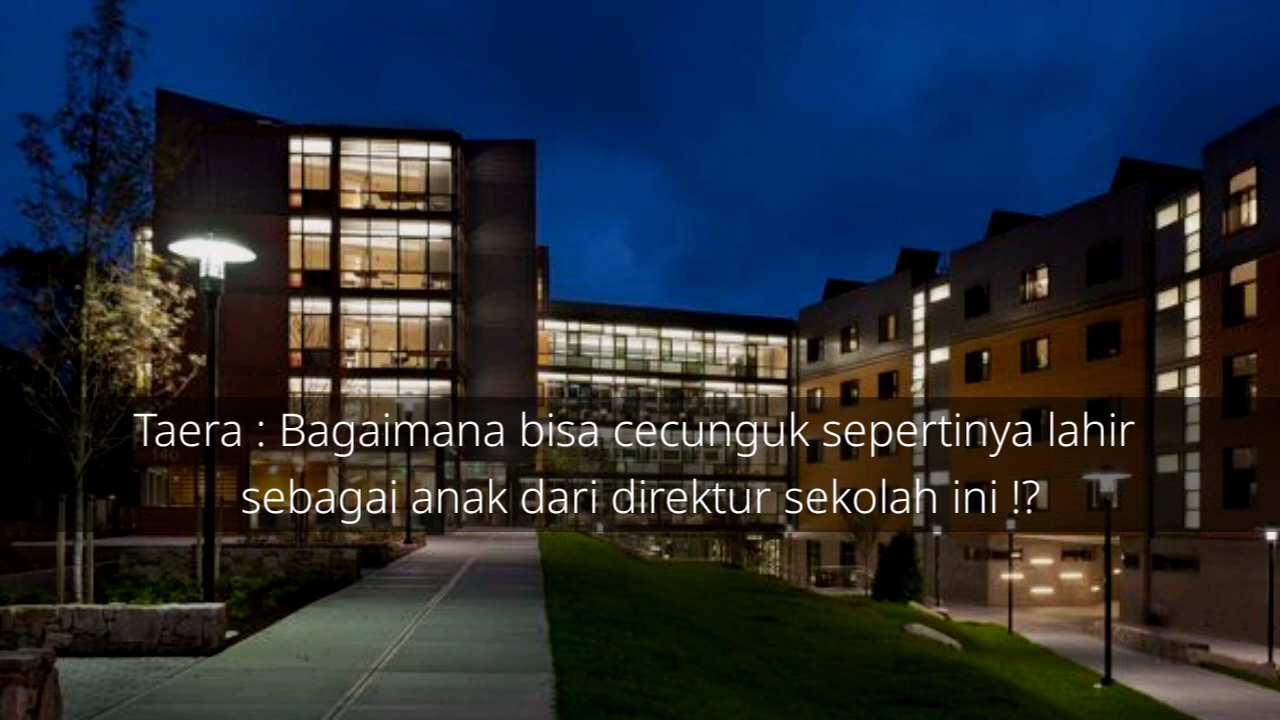 Taera : Bagaimana bisa cecunguk sepertinya lahir
sebagai anak dari direktur sekolah ini !?